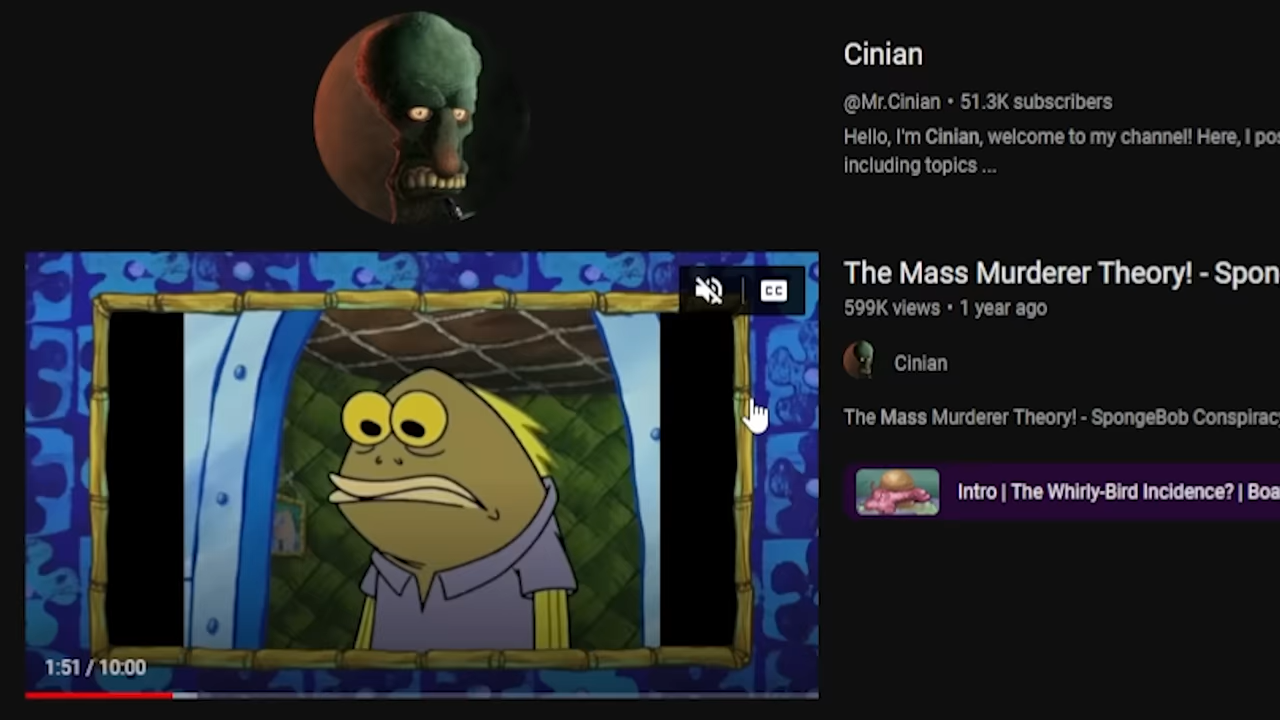 Cinian
@Mr.Cinian • 51.3K subscribers
Hello, I'm Cinian, welcome to my channel! Here, I pos
including topics ...
CC
The Mass Murderer Theory! - Spon
599K views • 1 year ago
Cinian
The Mass Murderer Theory! - SpongeBob Conspirac
Intro | The Whirly-Bird Incidence? | Boa
1:51 / 10:00